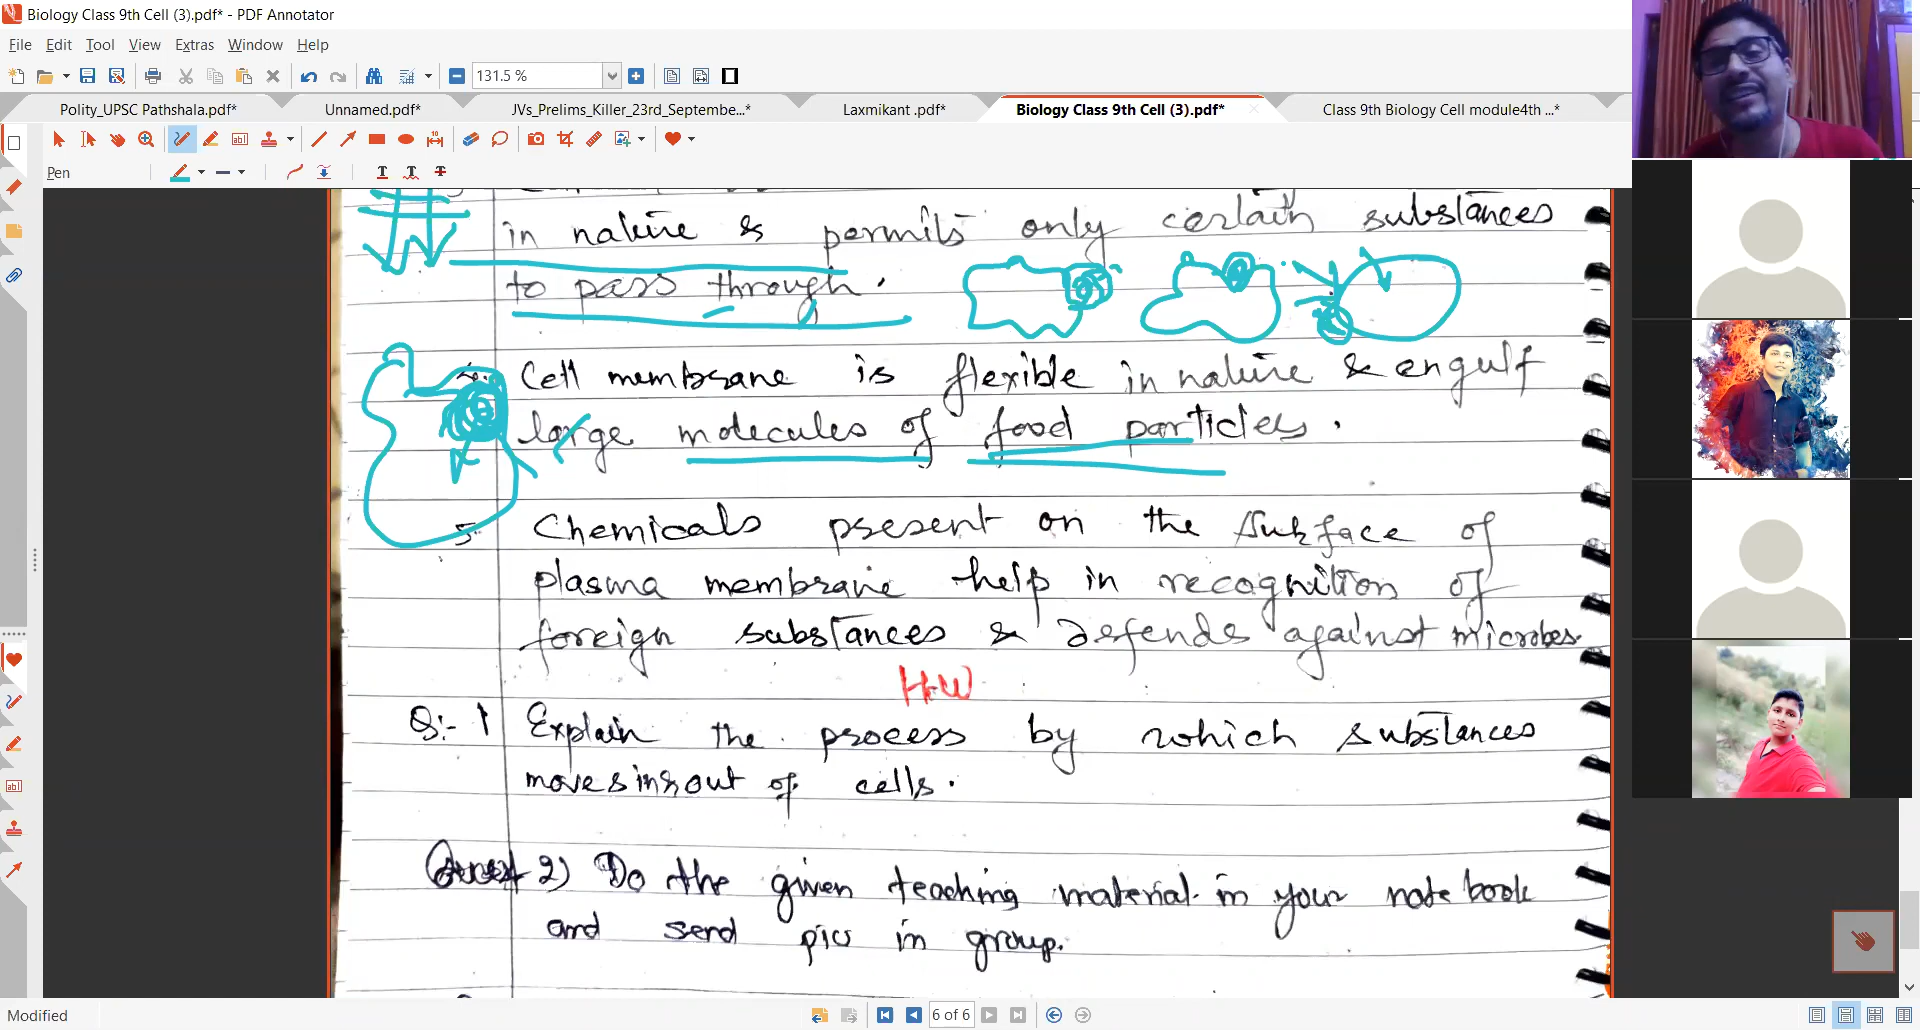 Biology Class 9th Cell (3).pdf* - PDF Annotator
File Edit Tool View Extras Window Help
131.5 %
Polity_UPSC Pathshala.pdf* Unnamed.pdf* JVs_Prelims_Killer_23rd_Septembe...* Laxmikant .pdf* Biology Class 9th Cell (3).pdf* Class 9th Biology Cell module4th ...*
Pen
in nature & permits only certain substances
to pass through.
4. Cell membrane is flexible in nature & engulf
large molecules of food particles.
5. Chemicals present on the surface of
plasma membrane help in recognition of
foreign substances & defends against microbes.
H.W
Q:- 1 Explain the process by which substances
moves in & out of cells.
Quest 2) Do the given teaching material in your note book
and send pics in group.
Modified 6 of 6